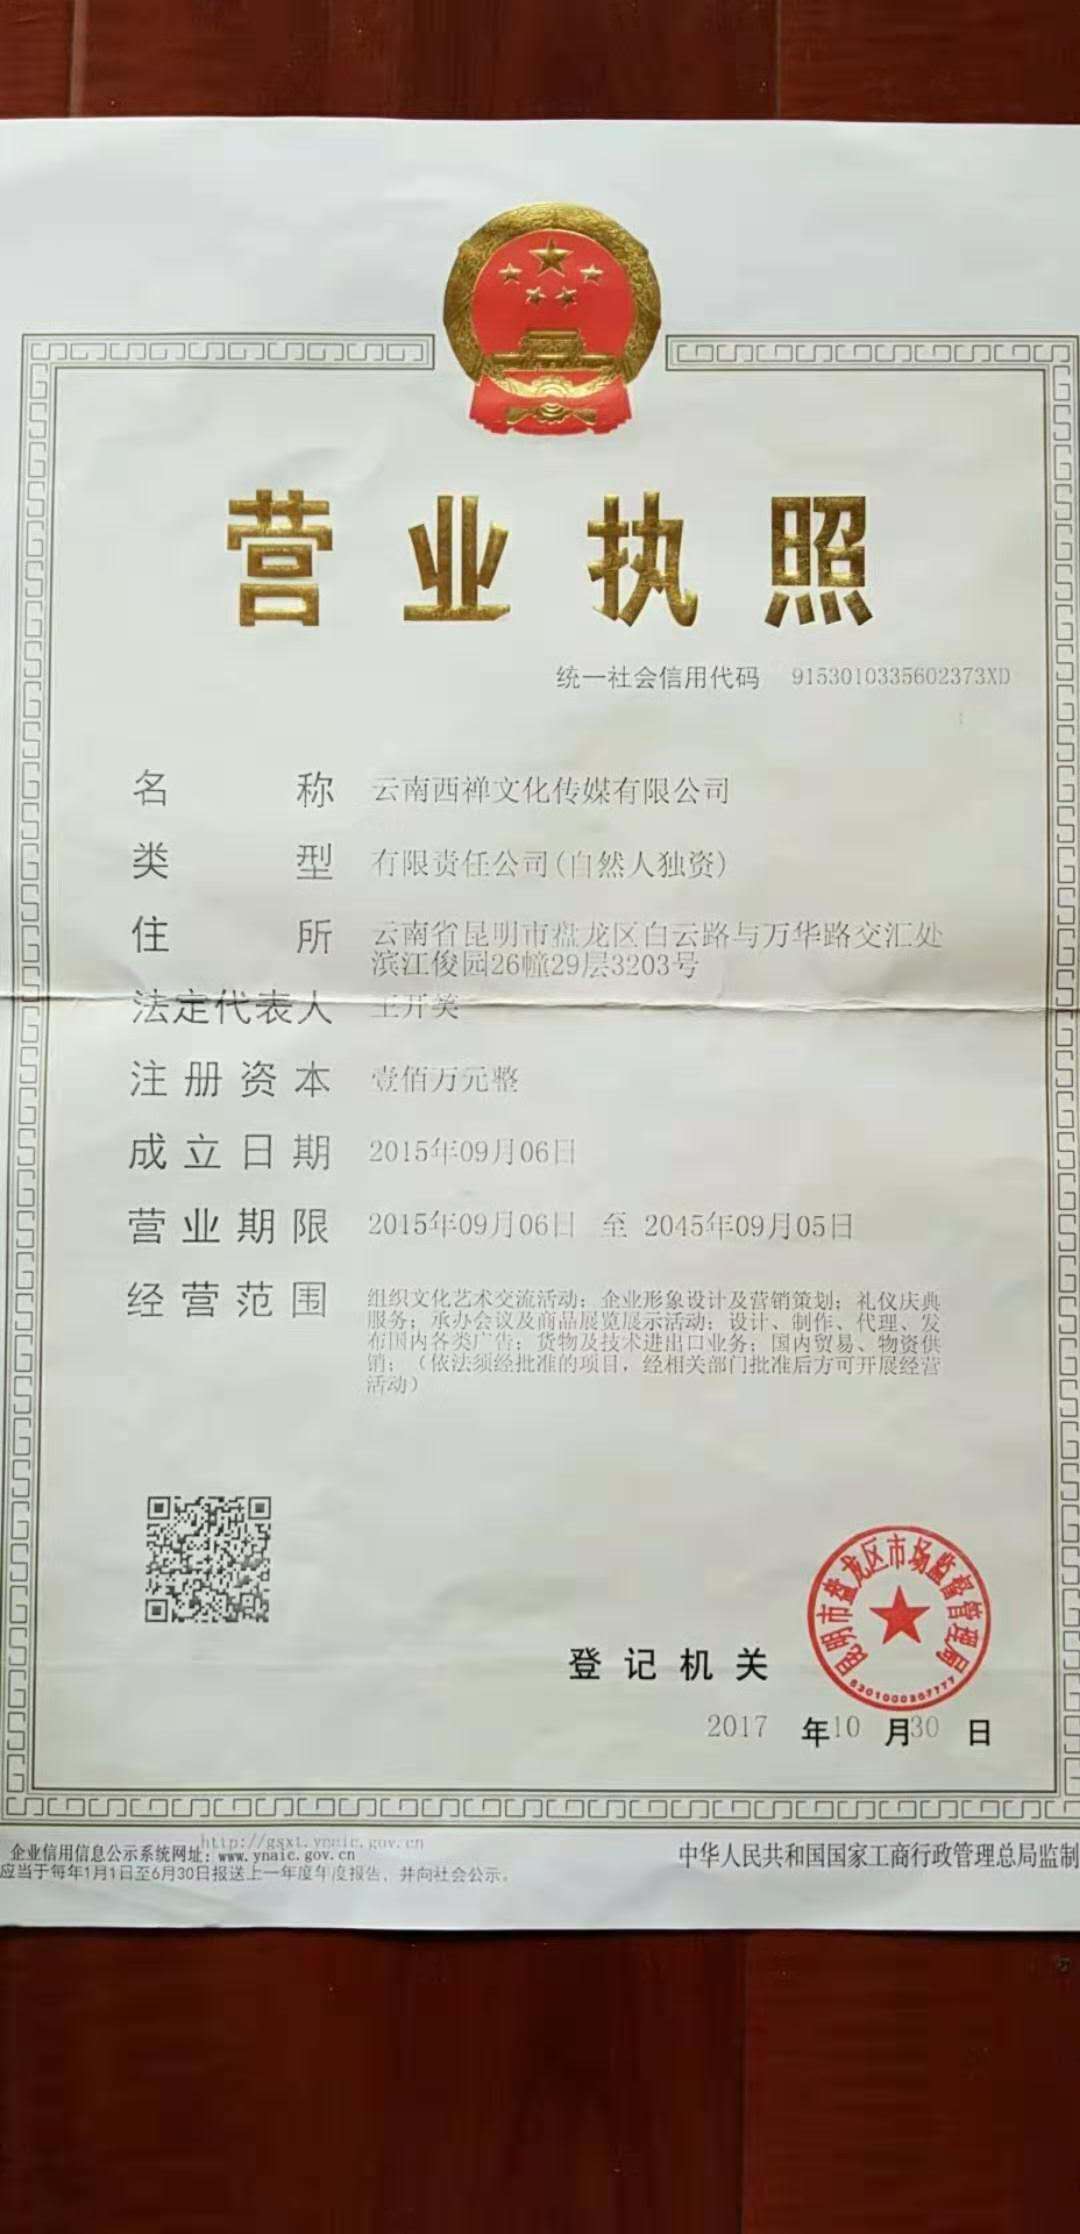 营业执照
统一社会信用代码 9153010335602373XD
名称 云南西禅文化传媒有限公司
类型 有限责任公司(自然人独资)
住所 云南省昆明市盘龙区白云路与万华路交汇处
滨江俊园26幢29层3203号
法定代表人 王开笑
注册资本 壹佰万元整
成立日期 2015年09月06日
营业期限 2015年09月06日 至 2045年09月05日
经营范围 组织文化艺术交流活动；企业形象设计及营销策划；礼仪庆典
服务；承办会议及商品展览展示活动；设计、制作、代理、发
布国内各类广告；货物及技术进出口业务；国内贸易、物资供
销；（依法须经批准的项目，经相关部门批准后方可开展经营
活动）
昆明市盘龙区市场监督管理局
登记机关
2017 年10 月30 日
http://gsxt.ynaic.gov.cn
企业信用信息公示系统网址：www.ynaic.gov.cn
应当于每年1月1日至6月30日报送上一年度年度报告，并向社会公示。
中华人民共和国国家工商行政管理总局监制